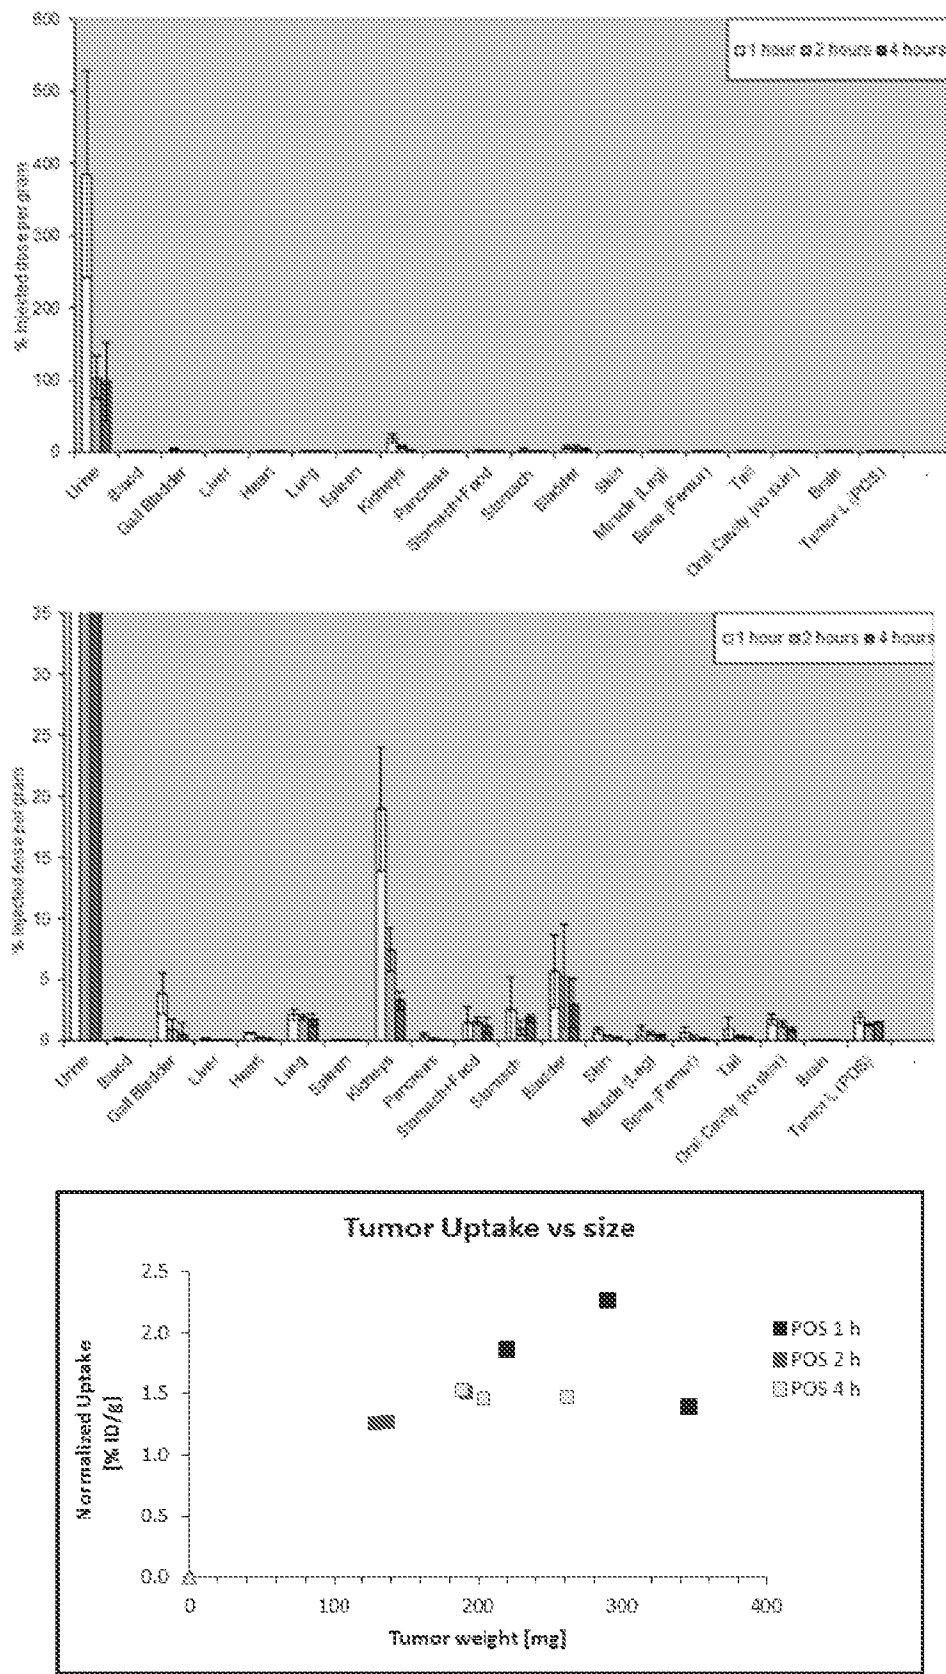 600
500
400
300
200
100
0
% Injected dose per gram
1 hour 2 hours 4 hours
Urine
Blood
Gall Bladder
Liver
Heart
Lung
Spleen
Kidneys
Pancreas
Stomach+Food
Stomach
Bladder
Skin
Muscle (Leg)
Bone (Femur)
Tail
Oral Cavity (no skin)
Brain
Tumor L (POS)
35
30
25
20
15
10
5
0
% Injected dose per gram
1 hour 2 hours 4 hours
Urine
Blood
Gall Bladder
Liver
Heart
Lung
Spleen
Kidneys
Pancreas
Stomach+Food
Stomach
Bladder
Skin
Muscle (Leg)
Bone (Femur)
Tail
Oral Cavity (no skin)
Brain
Tumor L (POS)
Tumor Uptake vs size
2.5
2.0
1.5
1.0
0.5
0.0
Normalized Uptake
[% ID/g]
0 100 200 300 400
Tumor weight [mg]
POS 1 h
POS 2 h
POS 4 h